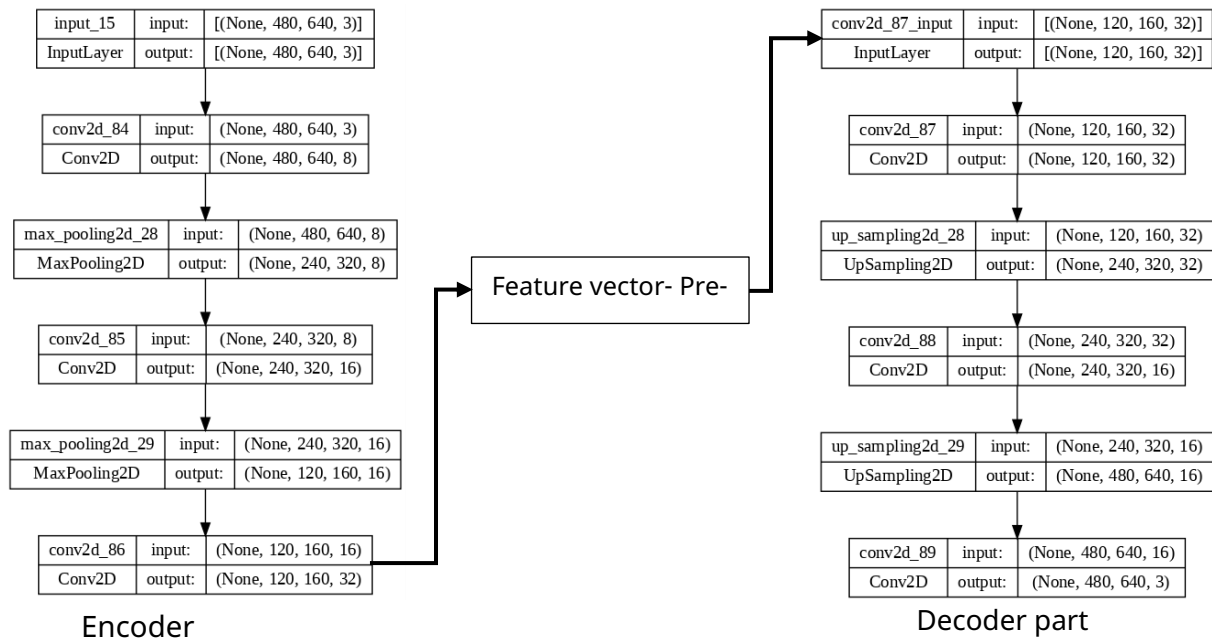 input_15 input: [(None, 480, 640, 3)]
InputLayer output: [(None, 480, 640, 3)]
conv2d_84 input: (None, 480, 640, 3)
Conv2D output: (None, 480, 640, 8)
max_pooling2d_28 input: (None, 480, 640, 8)
MaxPooling2D output: (None, 240, 320, 8)
conv2d_85 input: (None, 240, 320, 8)
Conv2D output: (None, 240, 320, 16)
max_pooling2d_29 input: (None, 240, 320, 16)
MaxPooling2D output: (None, 120, 160, 16)
conv2d_86 input: (None, 120, 160, 16)
Conv2D output: (None, 120, 160, 32)
Encoder
Feature vector- Pre-
conv2d_87_input input: [(None, 120, 160, 32)]
InputLayer output: [(None, 120, 160, 32)]
conv2d_87 input: (None, 120, 160, 32)
Conv2D output: (None, 120, 160, 32)
up_sampling2d_28 input: (None, 120, 160, 32)
UpSampling2D output: (None, 240, 320, 32)
conv2d_88 input: (None, 240, 320, 32)
Conv2D output: (None, 240, 320, 16)
up_sampling2d_29 input: (None, 240, 320, 16)
UpSampling2D output: (None, 480, 640, 16)
conv2d_89 input: (None, 480, 640, 16)
Conv2D output: (None, 480, 640, 3)
Decoder part